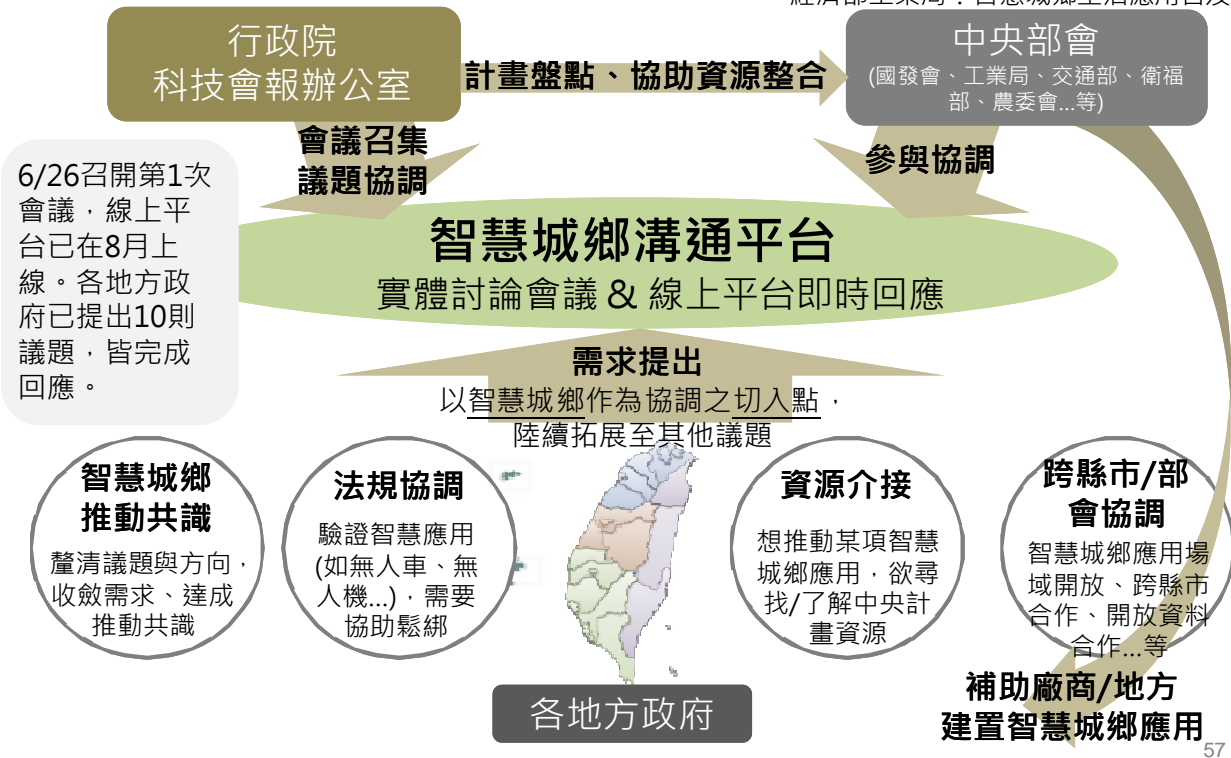 行政院
科技會報辦公室
計畫盤點、協助資源整合
中央部會
(國發會、工業局、交通部、衛福
部、農委會...等)
會議召集
議題協調
參與協調
6/26召開第1次
會議，線上平
台已在8月上
線。各地方政
府已提出10則
議題，皆完成
回應。
智慧城鄉溝通平台
實體討論會議 & 線上平台即時回應
需求提出
以智慧城鄉作為協調之切入點，
陸續拓展至其他議題
智慧城鄉
推動共識
釐清議題與方向，
收斂需求、達成
推動共識
法規協調
驗證智慧應用
(如無人車、無
人機...)，需要
協助鬆綁
資源介接
想推動某項智慧
城鄉應用，欲尋
找/了解中央計
畫資源
跨縣市/部
會協調
智慧城鄉應用場
域開放、跨縣市
合作、開放資料
合作...等
各地方政府
補助廠商/地方
建置智慧城鄉應用
57